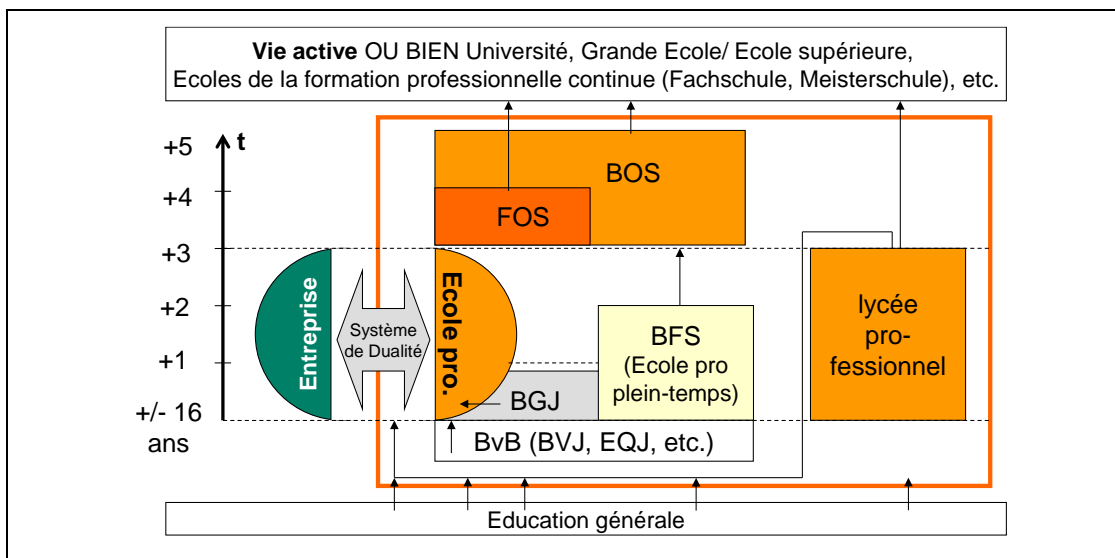 Vie active OU BIEN Université, Grande Ecole/ Ecole supérieure,
Ecoles de la formation professionnelle continue (Fachschule, Meisterschule), etc.
+5
t
BOS
+4
FOS
+3
Entreprise
Système
de Dualité
Ecole pro.
+2
BFS
(Ecole pro
plein-temps)
lycée
pro-
fessionnel
+1
BGJ
+/- 16
ans
BvB (BVJ, EQJ, etc.)
Education générale